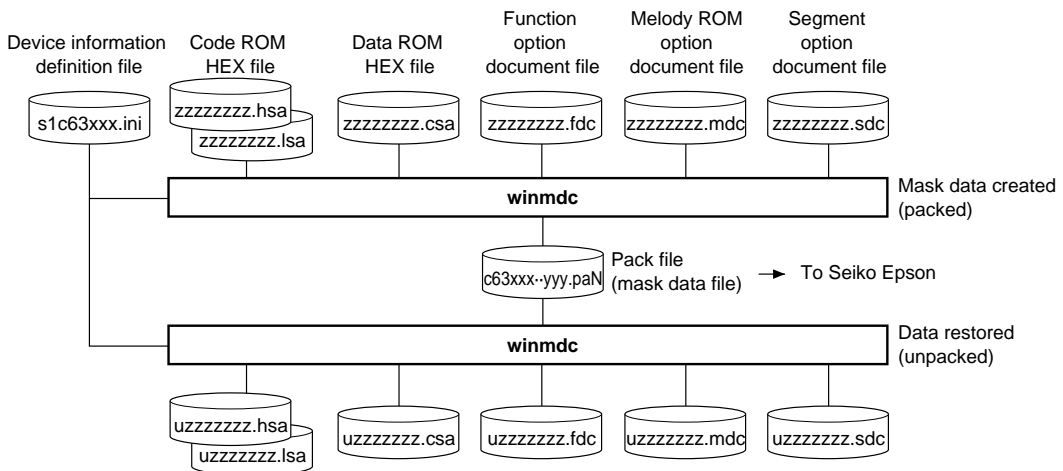 Device information
definition file
Code ROM
HEX file
Data ROM
HEX file
Function
option
document file
Melody ROM
option
document file
Segment
option
document file
s1c63xxx.ini
zzzzzzzz.hsa
zzzzzzzz.lsa
zzzzzzzz.csa
zzzzzzzz.fdc
zzzzzzzz.mdc
zzzzzzzz.sdc
winmdc
Mask data created
(packed)
c63xxx··yyy.paN
Pack file
(mask data file)
To Seiko Epson
winmdc
Data restored
(unpacked)
uzzzzzzz.hsa
uzzzzzzz.lsa
uzzzzzzz.csa
uzzzzzzz.fdc
uzzzzzzz.mdc
uzzzzzzz.sdc